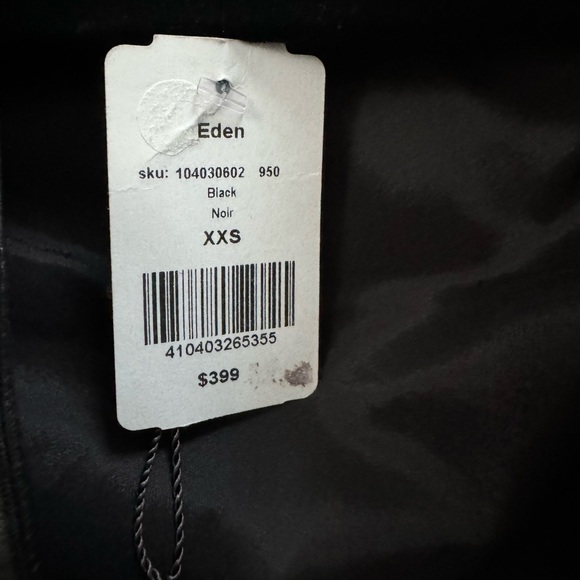 Eden
sku: 104030602 950
Black
Noir
XXS
410403265355
$399